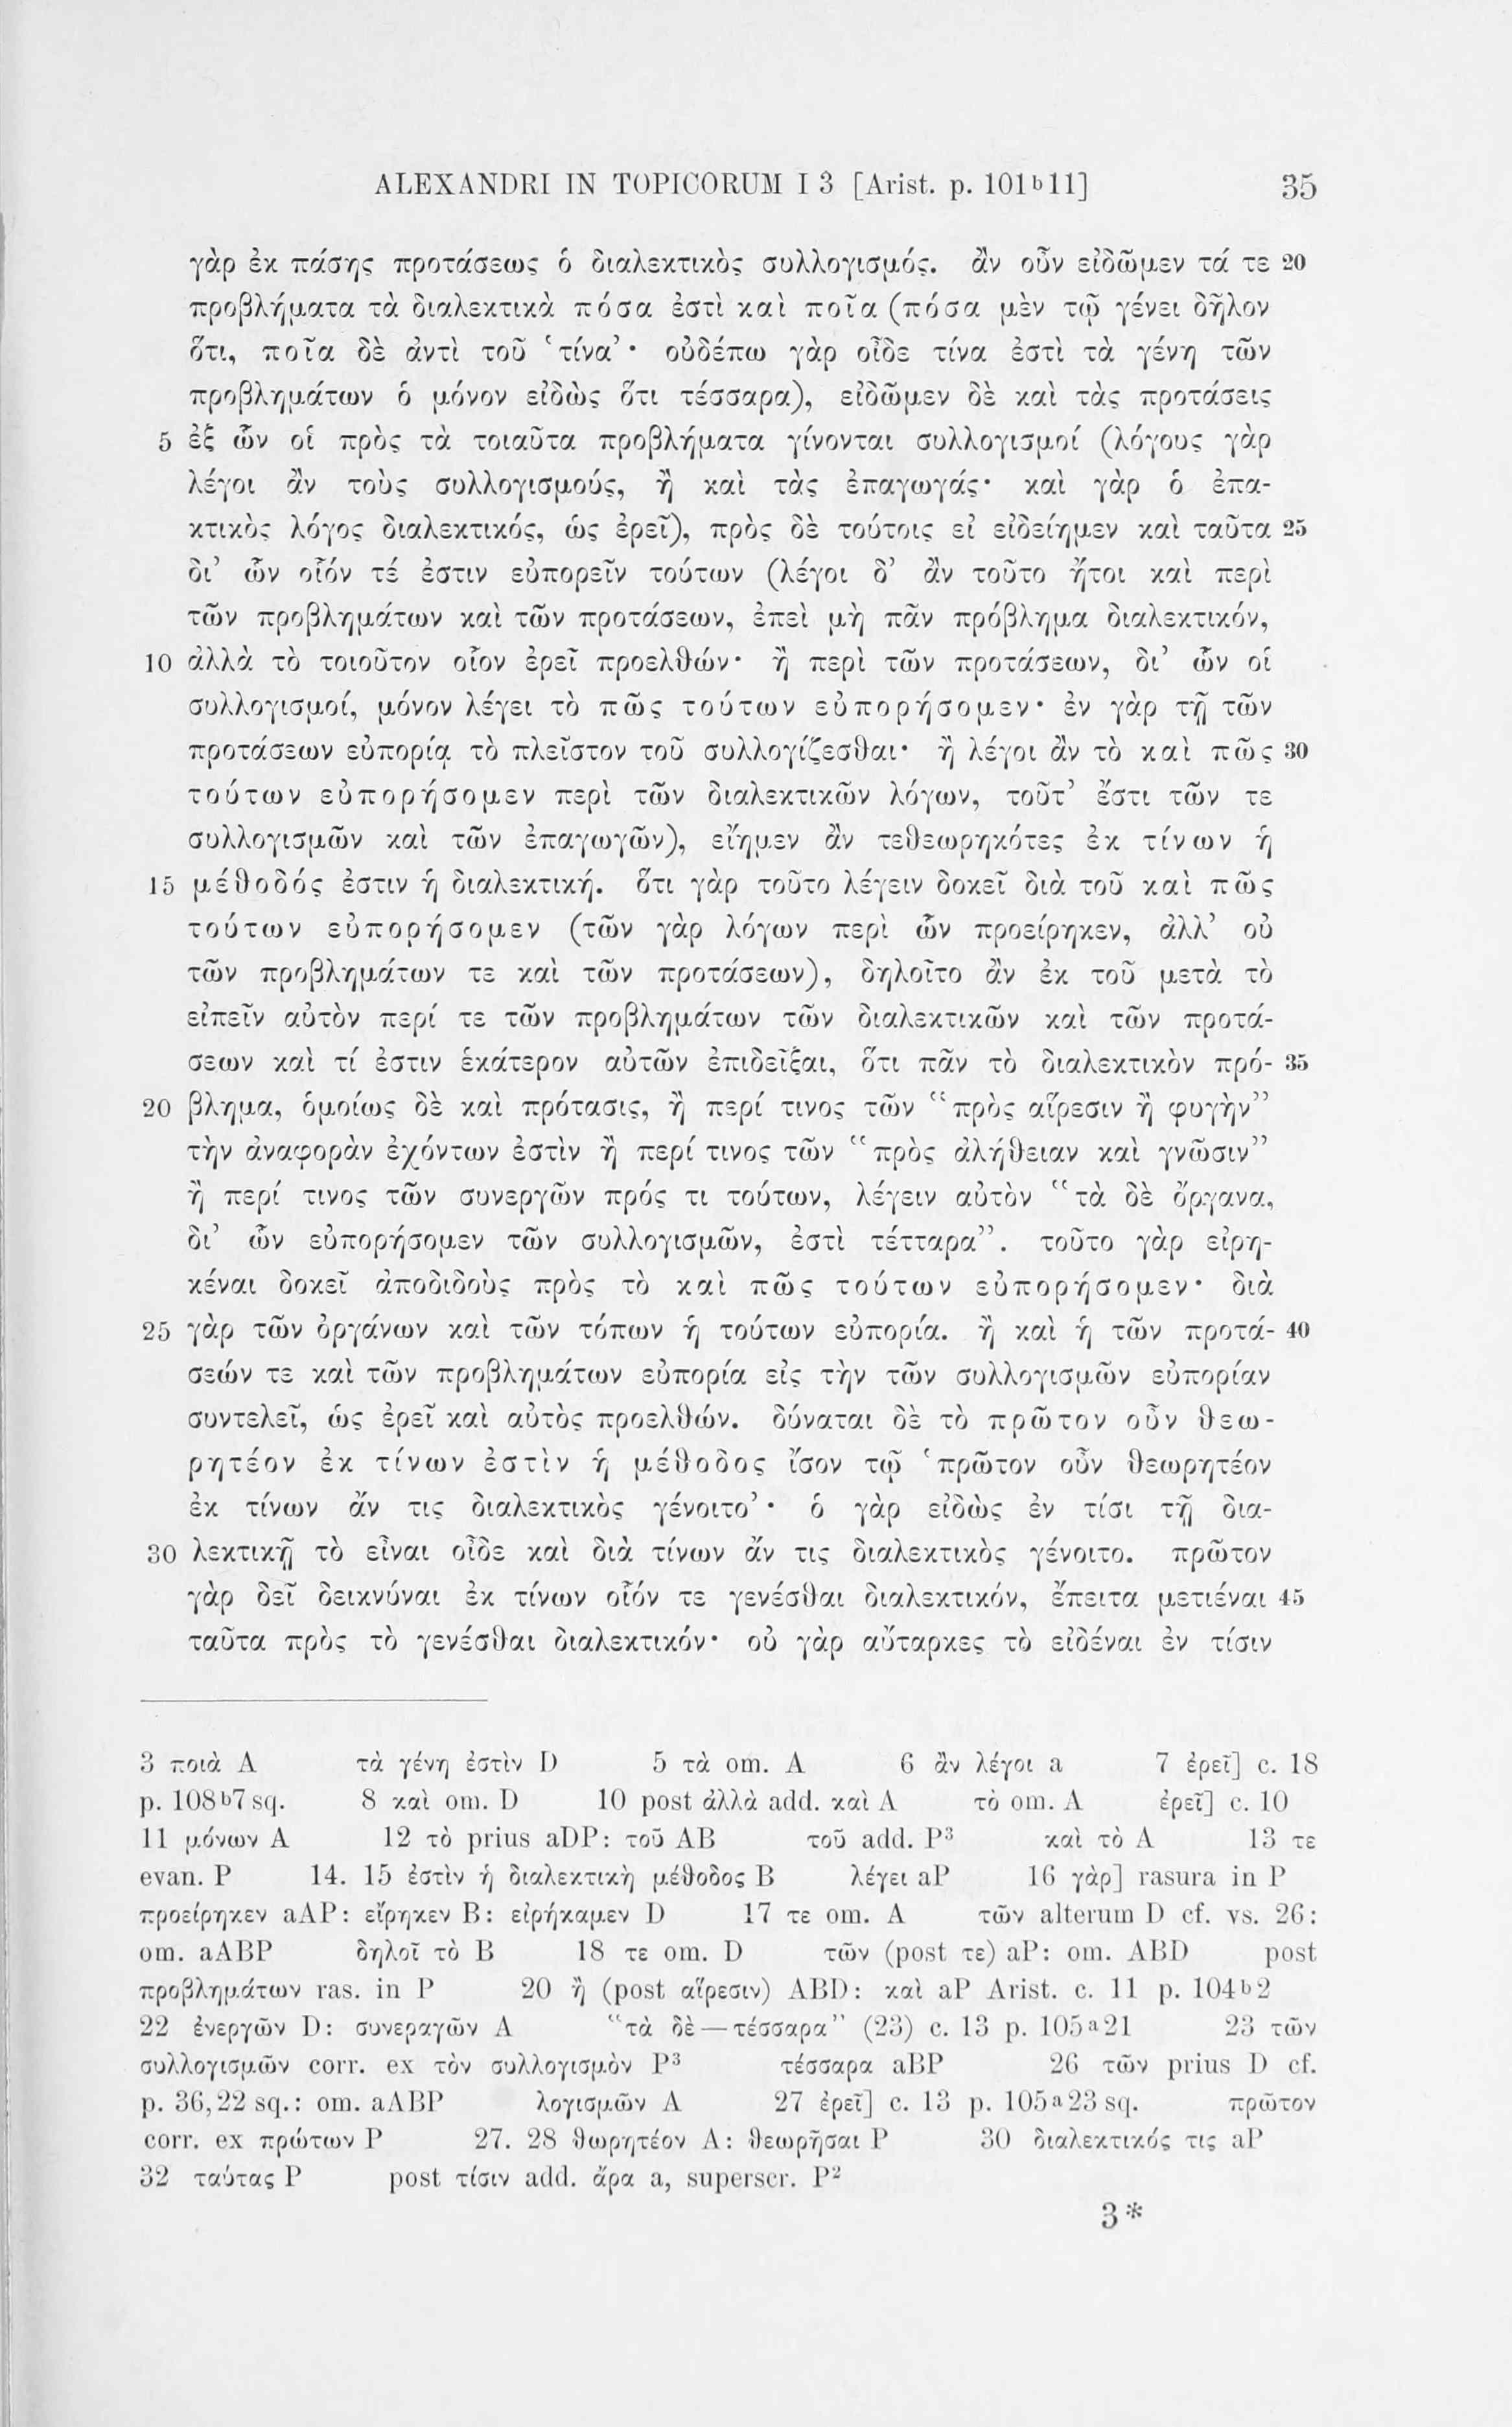 ALEXANDRI IN TOPICORUM I 3 [Arist. p. 101b11] 35
γὰρ ἐκ πάσης προτάσεως ὁ διαλεκτικὸς συλλογισμός. ἂν οὖν εἰδῶμεν τά τε 20
προβλήματα τὰ διαλεκτικὰ πόσα ἐστὶ καὶ ποῖα (πόσα μὲν τῷ γένει δῆλον
ὅτι, ποῖα δὲ ἀντὶ τοῦ ‘τίνα’· οὐδέπω γὰρ οἶδε τίνα ἐστὶ τὰ γένη τῶν
προβλημάτων ὁ μόνον εἰδὼς ὅτι τέσσαρα), εἰδῶμεν δὲ καὶ τὰς προτάσεις
5 ἐξ ὧν οἱ πρὸς τὰ τοιαῦτα προβλήματα γίνονται συλλογισμοί (λόγους γὰρ
λέγοι ἂν τοὺς συλλογισμούς, ἢ καὶ τὰς ἐπαγωγάς· καὶ γὰρ ὁ ἐπα-
κτικὸς λόγος διαλεκτικός, ὡς ἐρεῖ), πρὸς δὲ τούτοις εἰ εἰδείημεν καὶ ταῦτα 25
δι’ ὧν οἷόν τέ ἐστιν εὐπορεῖν τούτων (λέγοι δ’ ἂν τοῦτο ἤτοι καὶ περὶ
τῶν προβλημάτων καὶ τῶν προτάσεων, ἐπεὶ μὴ πᾶν πρόβλημα διαλεκτικόν,
10 ἀλλὰ τὸ τοιοῦτον οἷον ἐρεῖ προελθών· ἢ περὶ τῶν προτάσεων, δι’ ὧν οἱ
συλλογισμοί, μόνον λέγει τὸ πῶς τούτων εὐπορήσομεν· ἐν γὰρ τῇ τῶν
προτάσεων εὐπορίᾳ τὸ πλεῖστον τοῦ συλλογίζεσθαι· ἢ λέγοι ἂν τὸ καὶ πῶς 30
τούτων εὐπορήσομεν περὶ τῶν διαλεκτικῶν λόγων, τοῦτ’ ἔστι τῶν τε
συλλογισμῶν καὶ τῶν ἐπαγωγῶν), εἴημεν ἂν τεθεωρηκότες ἐκ τίνων ἡ
15 μέθοδός ἐστιν ἡ διαλεκτική. ὅτι γὰρ τοῦτο λέγειν δοκεῖ διὰ τοῦ καὶ πῶς
τούτων εὐπορήσομεν (τῶν γὰρ λόγων περὶ ὧν προείρηκεν, ἀλλ’ οὐ
τῶν προβλημάτων τε καὶ τῶν προτάσεων), δηλοῖτο ἂν ἐκ τοῦ μετὰ τὸ
εἰπεῖν αὐτὸν περί τε τῶν προβλημάτων τῶν διαλεκτικῶν καὶ τῶν προτά-
σεων καὶ τί ἐστιν ἑκάτερον αὐτῶν ἐπιδεῖξαι, ὅτι πᾶν τὸ διαλεκτικὸν πρό- 35
20 βλημα, ὁμοίως δὲ καὶ πρότασις, ἢ περί τινος τῶν “πρὸς αἵρεσιν ἢ φυγὴν”
τὴν ἀναφορὰν ἐχόντων ἐστὶν ἢ περί τινος τῶν “πρὸς ἀλήθειαν καὶ γνῶσιν”
ἢ περί τινος τῶν συνεργῶν πρός τι τούτων, λέγειν αὐτὸν “τὰ δὲ ὄργανα,
δι’ ὧν εὐπορήσομεν τῶν συλλογισμῶν, ἐστὶ τέτταρα”. τοῦτο γὰρ εἰρη-
κέναι δοκεῖ ἀποδιδοὺς πρὸς τὸ καὶ πῶς τούτων εὐπορήσομεν· διὰ
25 γὰρ τῶν ὀργάνων καὶ τῶν τόπων ἡ τούτων εὐπορία. ἢ καὶ ἡ τῶν προτά- 40
σεών τε καὶ τῶν προβλημάτων εὐπορία εἰς τὴν τῶν συλλογισμῶν εὐπορίαν
συντελεῖ, ὡς ἐρεῖ καὶ αὐτὸς προελθών. δύναται δὲ τὸ πρῶτον οὖν θεω-
ρητέον ἐκ τίνων ἐστὶν ἡ μέθοδος ἴσον τῷ ‘πρῶτον οὖν θεωρητέον
ἐκ τίνων ἄν τις διαλεκτικὸς γένοιτο’· ὁ γὰρ εἰδὼς ἐν τίσι τῇ δια-
30 λεκτικῇ τὸ εἶναι οἶδε καὶ διὰ τίνων ἄν τις διαλεκτικὸς γένοιτο. πρῶτον
γὰρ δεῖ δεικνύναι ἐκ τίνων οἷόν τε γενέσθαι διαλεκτικόν, ἔπειτα μετιέναι 45
ταῦτα πρὸς τὸ γενέσθαι διαλεκτικόν· οὐ γὰρ αὔταρκες τὸ εἰδέναι ἐν τίσιν
3 ποιὰ A τὰ γένη ἐστὶν D 5 τὰ om. A 6 ἂν λέγοι a 7 ἐρεῖ] c. 18
p. 108b7 sq. 8 καὶ om. D 10 post ἀλλὰ add. καὶ A τὸ om. A ἐρεῖ] c. 10
11 μόνων A 12 τὸ prius aDP: τοῦ AB τοῦ add. P3 καὶ τὸ A 13 τε
evan. P 14. 15 ἐστὶν ἡ διαλεκτικὴ μέθοδος B λέγει aP 16 γὰρ] rasura in P
προείρηκεν aAP: εἴρηκεν B: εἰρήκαμεν D 17 τε om. A τῶν alterum D cf. vs. 26:
om. aABP δηλοῖ τὸ B 18 τε om. D τῶν (post τε) aP: om. ABD post
προβλημάτων ras. in P 20 ἢ (post αἵρεσιν) ABD: καὶ aP Arist. c. 11 p. 104b2
22 ἐνεργῶν D: συνεραγῶν A “τὰ δὲ—τέσσαρα” (23) c. 13 p. 105a21 23 τῶν
συλλογισμῶν corr. ex τὸν συλλογισμὸν P3 τέσσαρα aBP 26 τῶν prius D cf.
p. 36,22 sq.: om. aABP λογισμῶν A 27 ἐρεῖ] c. 13 p. 105a23 sq. πρῶτον
corr. ex πρώτων P 27. 28 θωρητέον A: θεωρῆσαι P 30 διαλεκτικός τις aP
32 ταύτας P post τίσιν add. ἄρα a, superscr. P2
3*